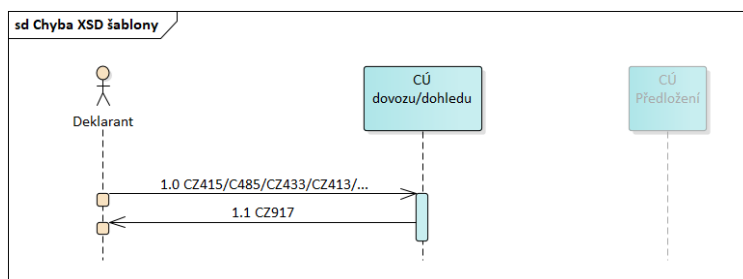 sd Chyba XSD šablony
CÚ
dovozu/dohledu
CÚ
Předložení
Deklarant
1.0 CZ415/C485/CZ433/CZ413/...
1.1 CZ917